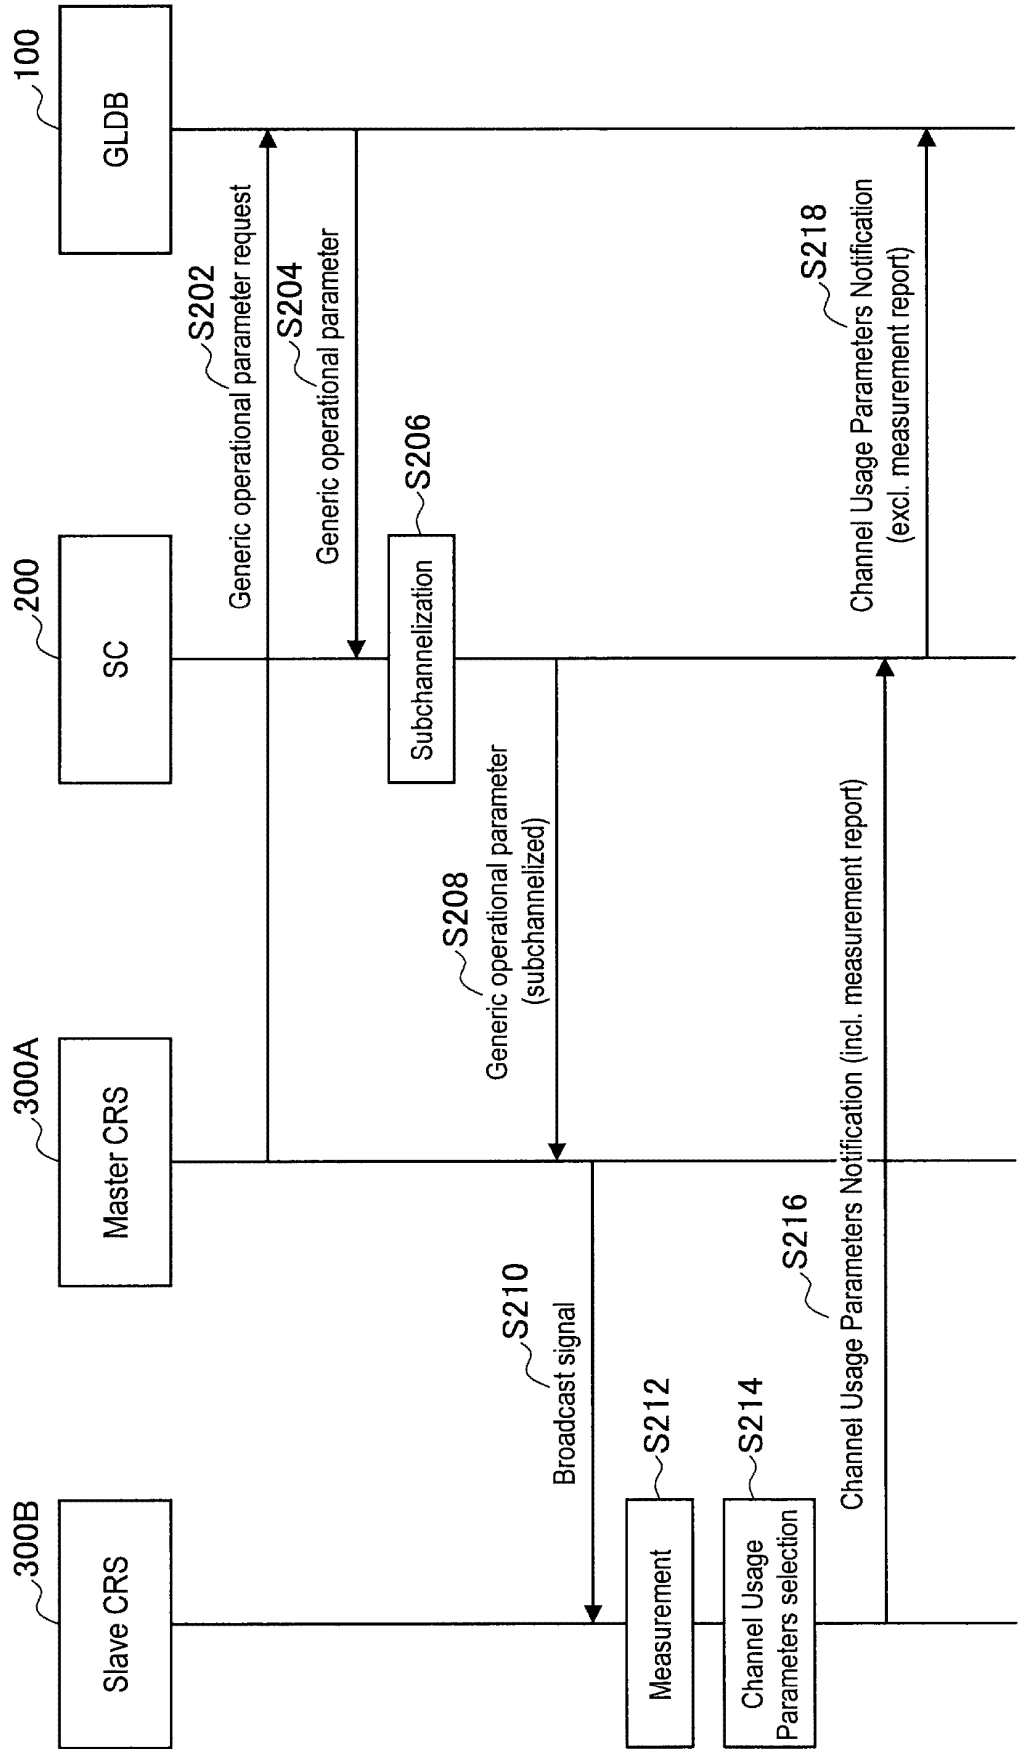 300B
Slave CRS
300A
Master CRS
200
SC
100
GLDB
S202
Generic operational parameter request
S204
Generic operational parameter
Subchannelization
S206
S208
Generic operational parameter
(subchannelized)
S210
Broadcast signal
Measurement
S212
Channel Usage
Parameters selection
S214
S216
Channel Usage Parameters Notification (incl. measurement report)
S218
Channel Usage Parameters Notification
(excl. measurement report)